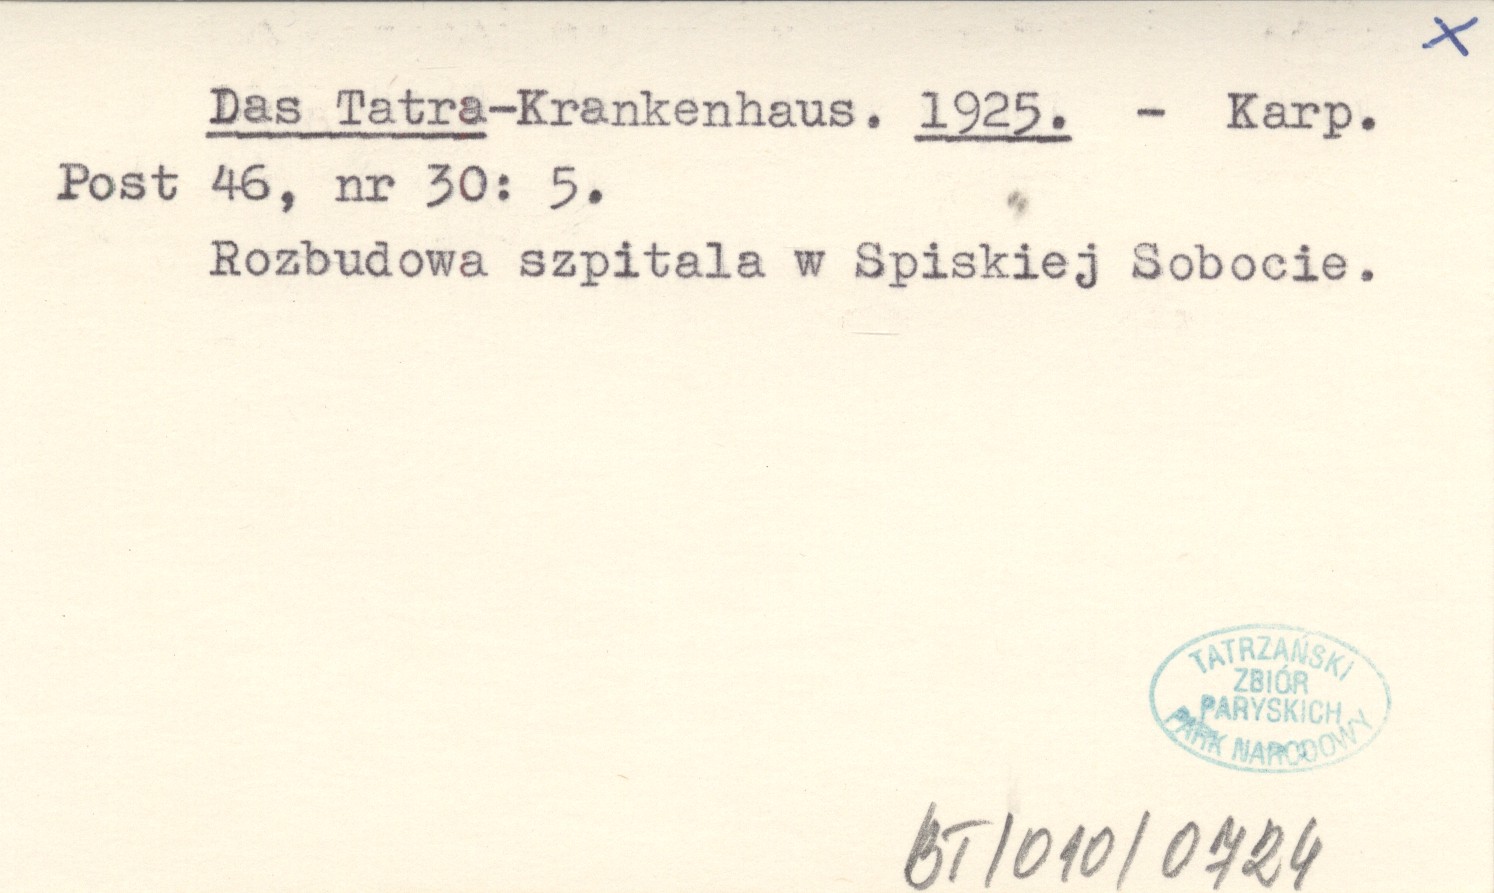 x
Das Tatra-Krankenhaus. 1925. - Karp.
Post 46, nr 30: 5.
Rozbudowa szpitala w Spiskiej Sobocie.
TATRZAŃSKI
ZBIÓR
PARYSKICH
PARK NARODOWY
BT/010/0724